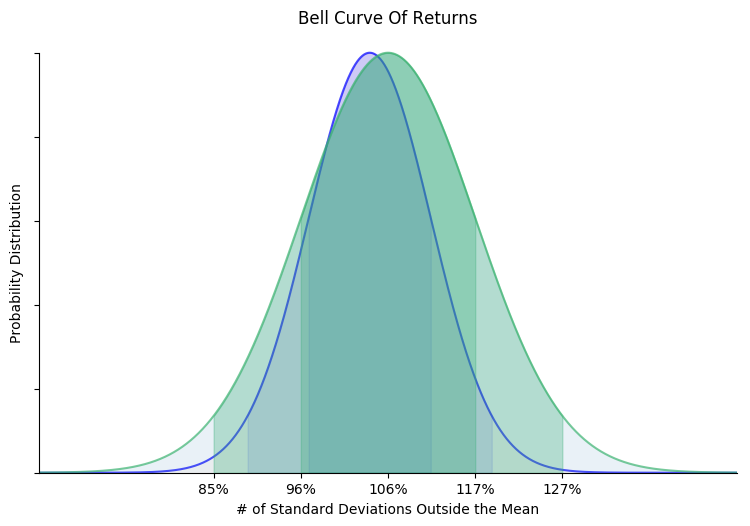 Bell Curve Of Returns
Probability Distribution
85% 96% 106% 117% 127%
# of Standard Deviations Outside the Mean